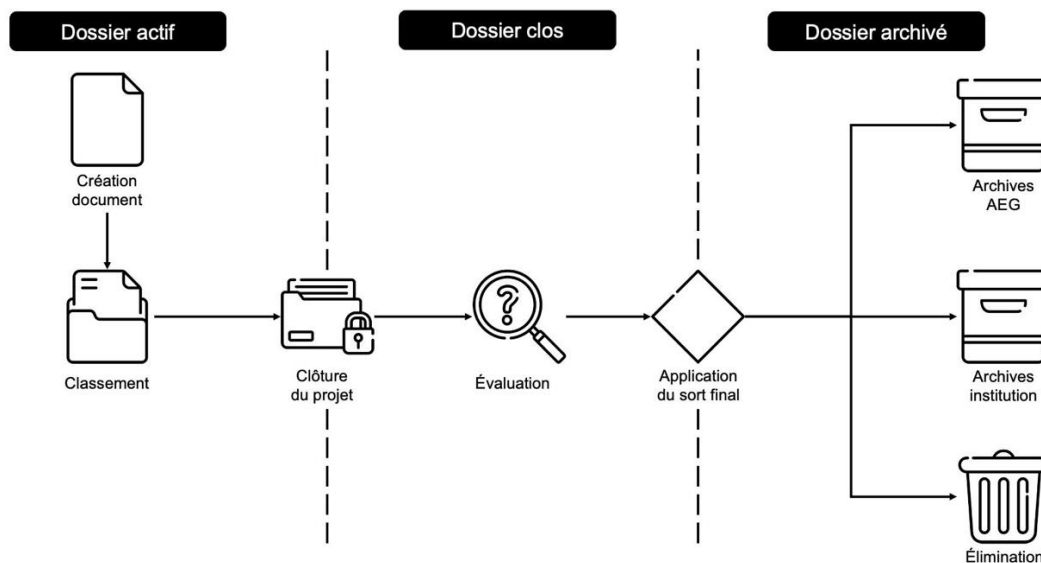 Dossier actif
Dossier clos
Dossier archivé
Création
document
Classement
Clôture
du projet
?
Évaluation
Application
du sort final
Archives
AEG
Archives
institution
Élimination